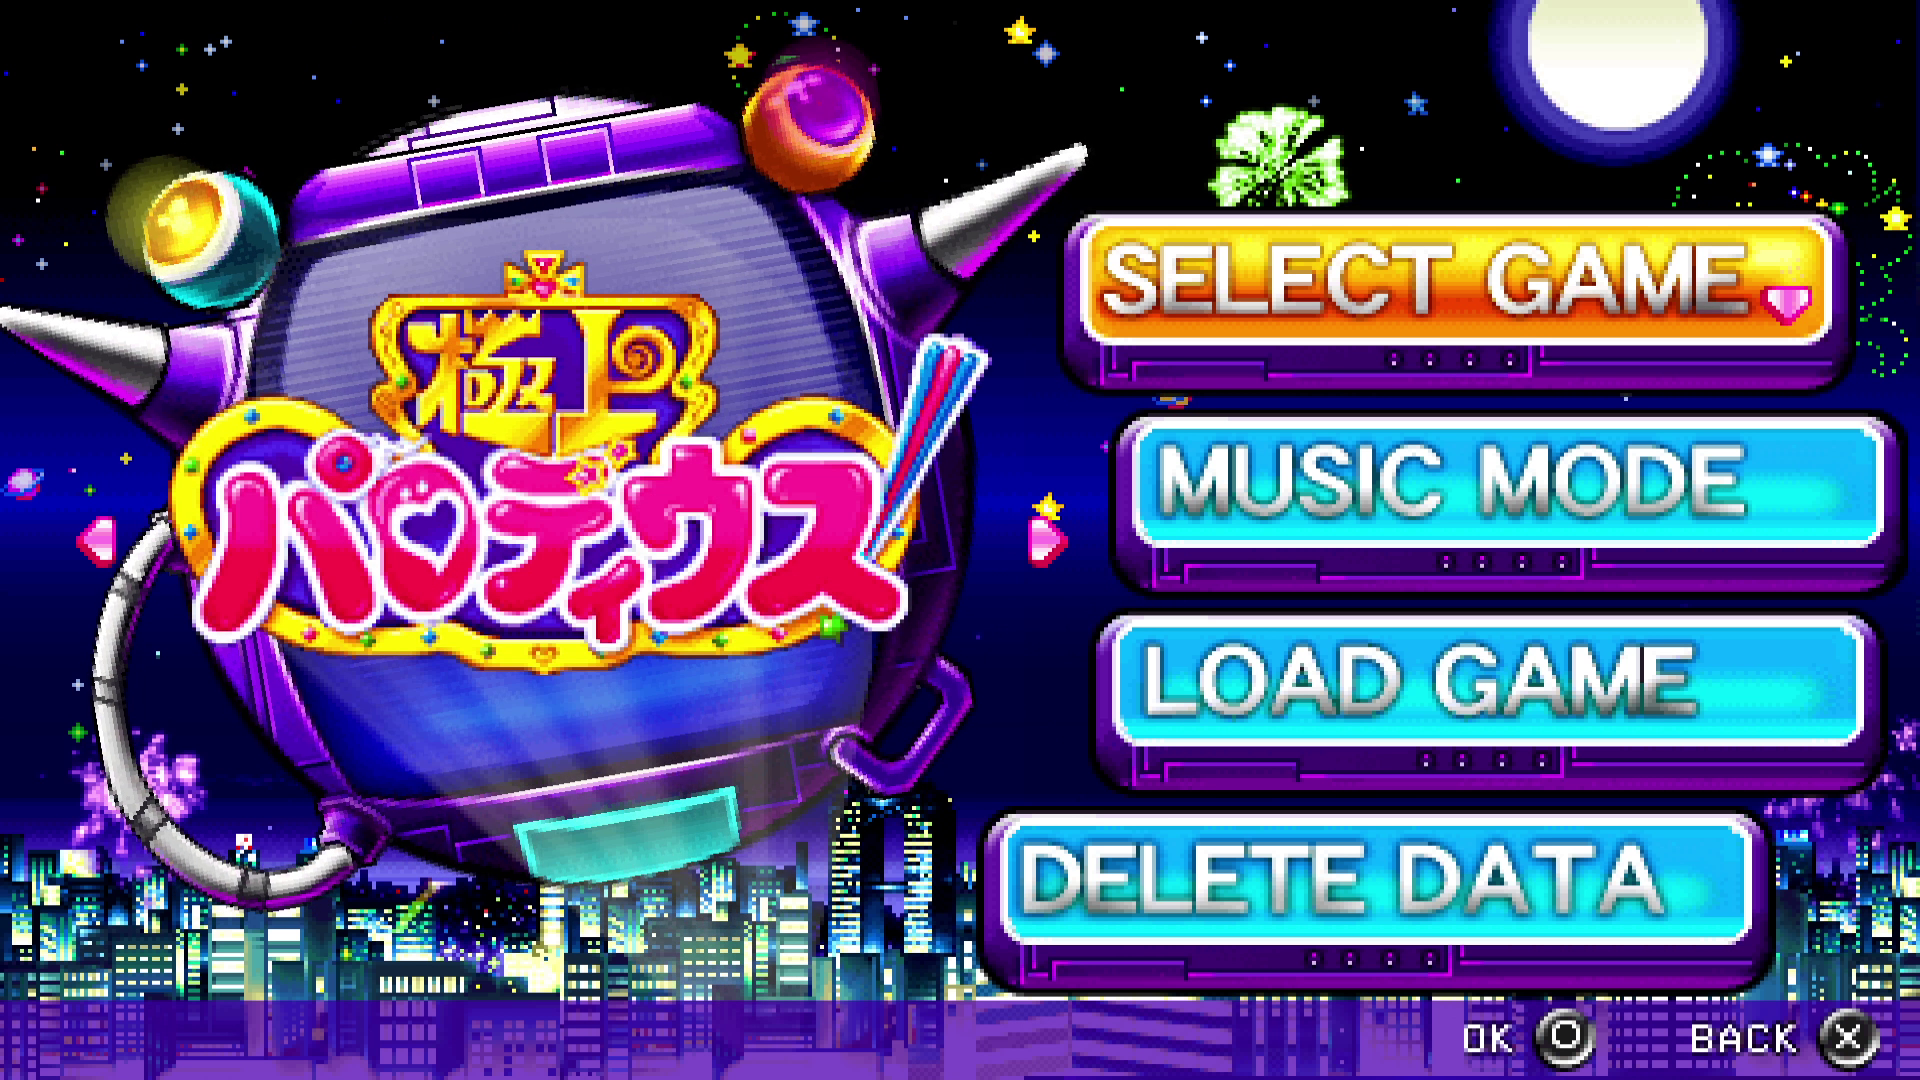 極上
パロディウス
SELECT GAME
MUSIC MODE
LOAD GAME
DELETE DATA
OK BACK